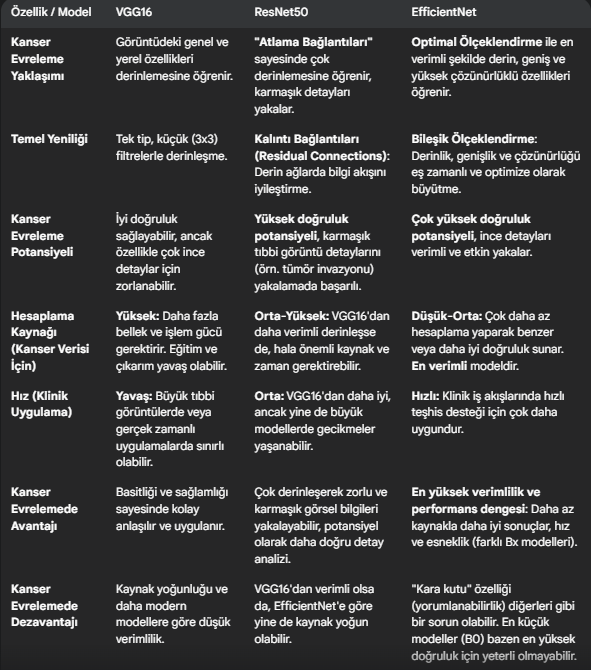 Özellik / Model VGG16 ResNet50 EfficientNet
Kanser
Evreleme
Yaklaşımı
Görüntüdeki genel ve
yerel özellikleri
derinlemesine öğrenir.
"Atlama Bağlantıları"
sayesinde çok
derinlemesine öğrenir,
karmaşık detayları
yakalar.
Optimal Ölçeklendirme ile en
verimli şekilde derin, geniş ve
yüksek çözünürlüklü özellikleri
öğrenir.
Temel Yeniliği
Tek tip, küçük (3x3)
filtrelerle derinleşme.
Kalıntı Bağlantıları
(Residual Connections):
Derin ağlarda bilgi akışını
iyileştirme.
Bileşik Ölçeklendirme:
Derinlik, genişlik ve çözünürlüğü
eş zamanlı ve optimize olarak
büyütme.
Kanser
Evreleme
Potansiyeli
İyi doğruluk
sağlayabilir, ancak
özellikle çok ince
detaylar için
zorlanabilir.
Yüksek doğruluk
potansiyeli, karmaşık
tıbbi görüntü detaylarını
(örn. tümör invazyonu)
yakalamada başarılı.
Çok yüksek doğruluk
potansiyeli, ince detayları
verimli ve etkin yakalar.
Hesaplama
Kaynağı
(Kanser Verisi
İçin)
Yüksek: Daha fazla
bellek ve işlem gücü
gerektirir. Eğitim ve
çıkarım yavaş olabilir.
Orta-Yüksek: VGG16'dan
daha verimli derinleşse
de, hala önemli kaynak ve
zaman gerektirebilir.
Düşük-Orta: Çok daha az
hesaplama yaparak benzer
veya daha iyi doğruluk sunar.
En verimli modeldir.
Hız (Klinik
Uygulama)
Yavaş: Büyük tıbbi
görüntülerde veya
gerçek zamanlı
uygulamalarda sınırlı
olabilir.
Orta: VGG16'dan daha iyi,
ancak yine de büyük
modellerde gecikmeler
yaşanabilir.
Hızlı: Klinik iş akışlarında hızlı
teşhis desteği için çok daha
uygundur.
Kanser
Evrelemede
Avantajı
Basitliği ve sağlamlığı
sayesinde kolay
anlaşılır ve uygulanır.
Çok derinleşerek zorlu ve
karmaşık görsel bilgileri
yakalayabilir, potansiyel
olarak daha doğru detay
analizi.
En yüksek verimlilik ve
performans dengesi: Daha az
kaynakla daha iyi sonuçlar, hız
ve esneklik (farklı Bx modelleri).
Kanser
Evrelemede
Dezavantajı
Kaynak yoğunluğu ve
daha modern
modellere göre düşük
verimlilik.
VGG16'dan verimli olsa
da, EfficientNet'e göre
yine de kaynak yoğun
olabilir.
"Kara kutu" özelliği
(yorumlanabilirlik) diğerleri gibi
bir sorun olabilir. En küçük
modeller (B0) bazen en yüksek
doğruluk için yeterli olmayabilir.